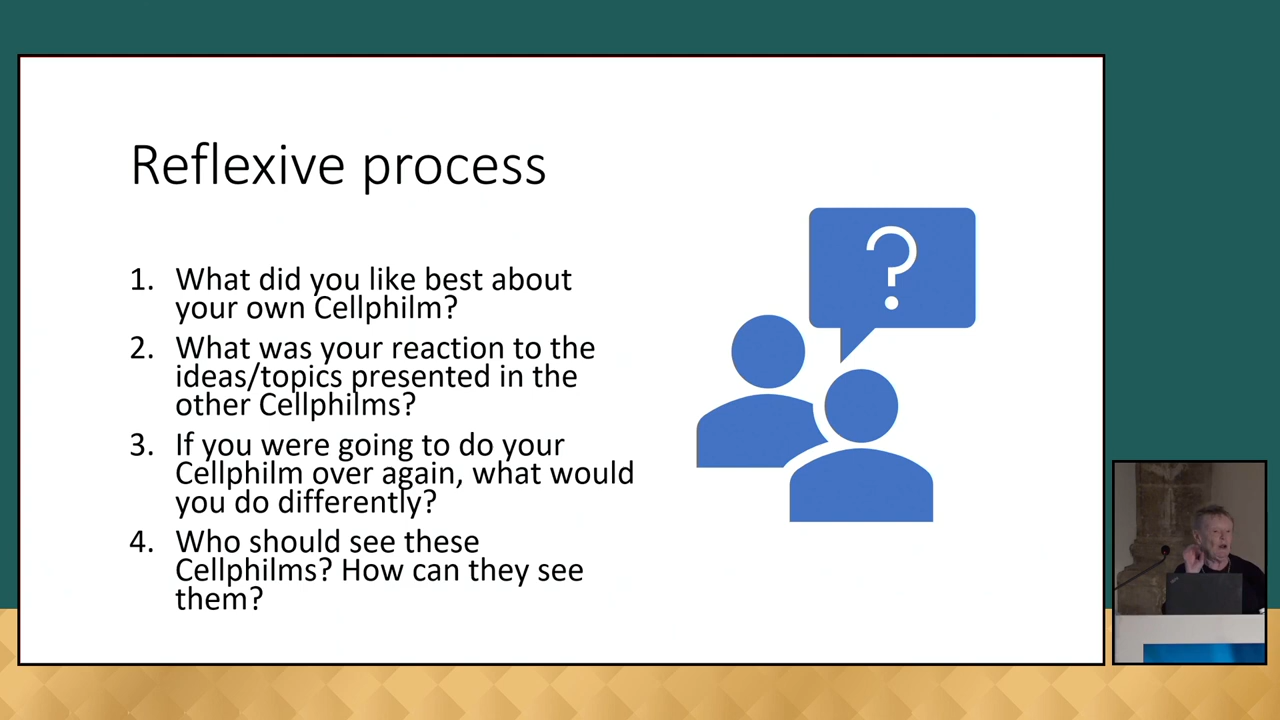 Reflexive process
1. What did you like best about
your own Cellphilm?
2. What was your reaction to the
ideas/topics presented in the
other Cellphilms?
3. If you were going to do your
Cellphilm over again, what would
you do differently?
4. Who should see these
Cellphilms? How can they see
them?
?